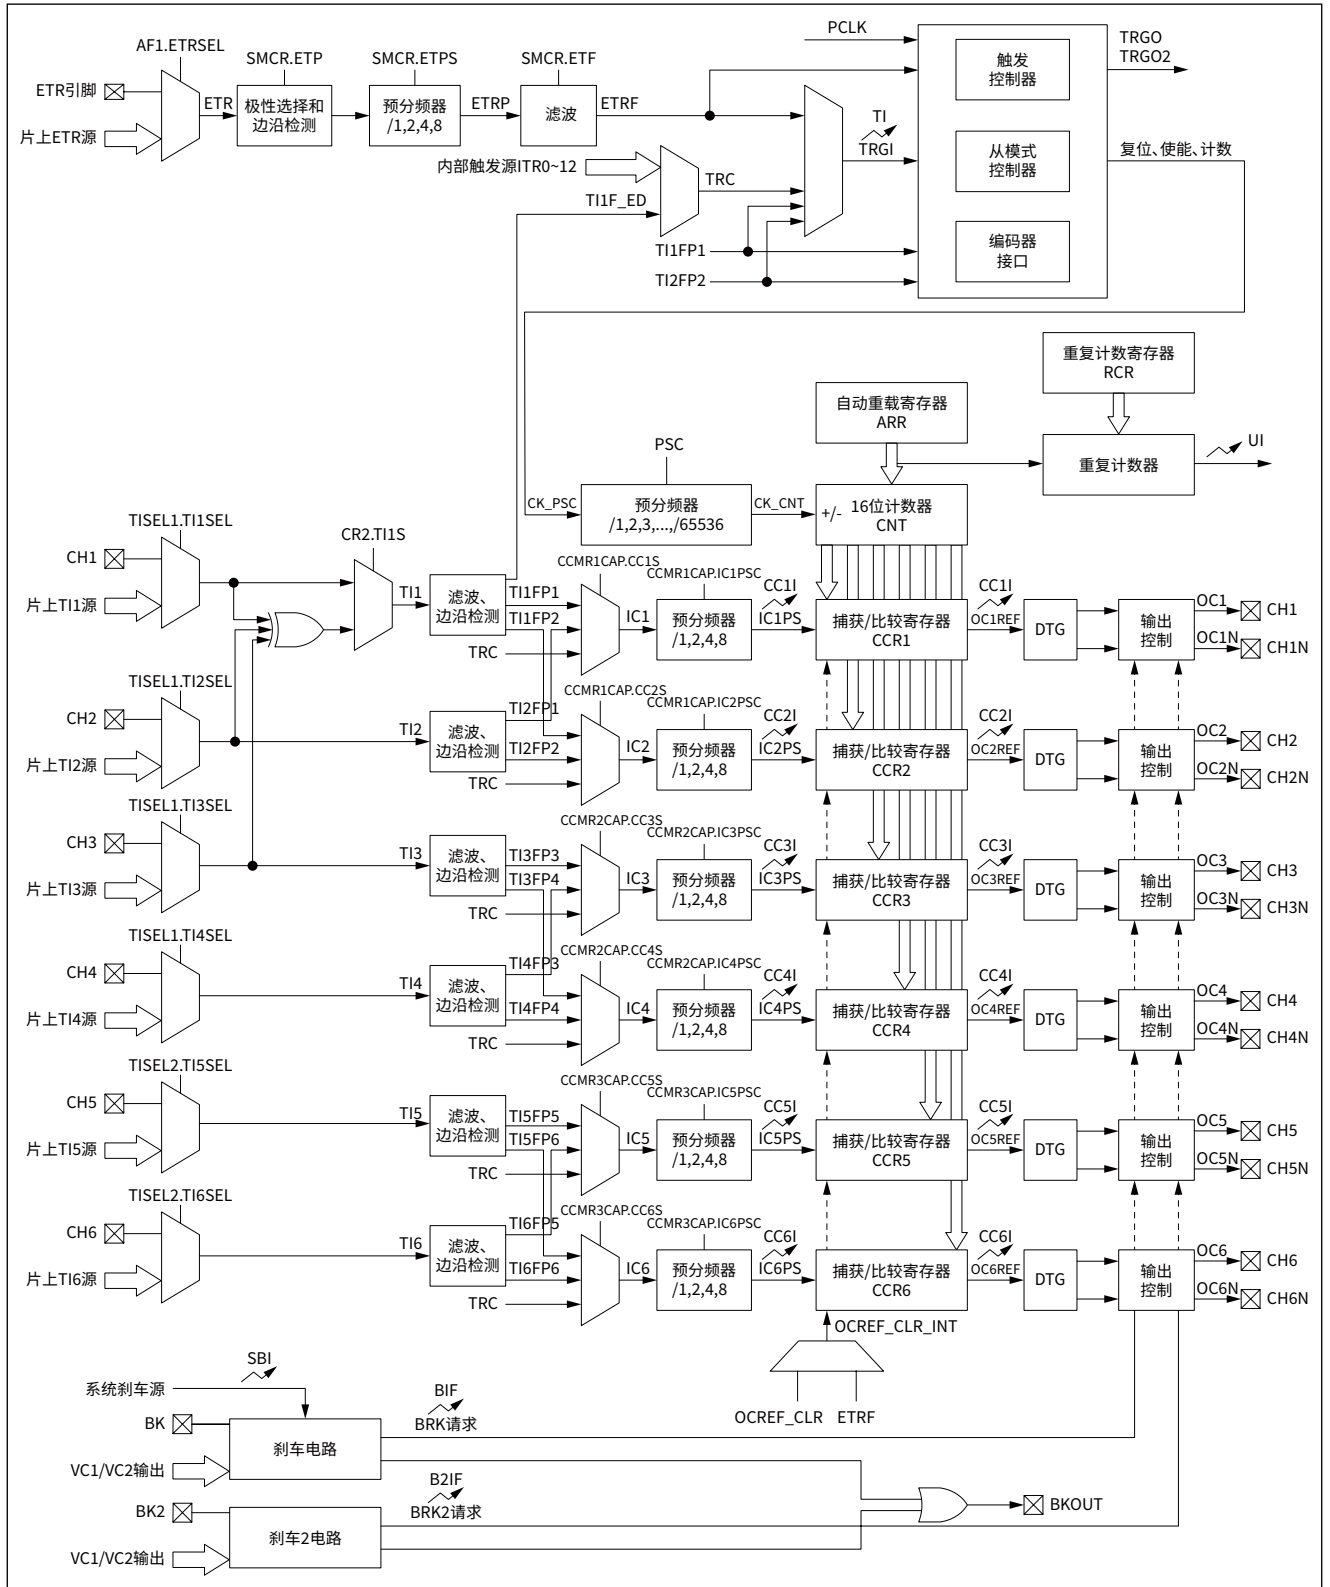 PCLK
TRGO
TRGO2
AF1.ETRSEL
SMCR.ETP
SMCR.ETPS
SMCR.ETF
触发
控制器
ETR引脚
ETR
极性选择和
边沿检测
预分频器
/1,2,4,8
ETRP
滤波
ETRF
片上ETR源
TI
TRGI
从模式
控制器
复位、使能、计数
内部触发源ITR0~12
TRC
TI1F_ED
编码器
接口
TI1FP1
TI2FP2
重复计数寄存器
RCR
自动重载寄存器
ARR
PSC
UI
重复计数器
CK_PSC
预分频器
/1,2,3,...,/65536
CK_CNT
+/-
16位计数器
CNT
TISEL1.TI1SEL
CR2.TI1S
CH1
片上TI1源
TI1
滤波、
边沿检测
TI1FP1
TI1FP2
TRC
CCMR1CAP.CC1S
IC1
CCMR1CAP.IC1PSC
预分频器
/1,2,4,8
CC1I
IC1PS
捕获/比较寄存器
CCR1
CC1I
OC1REF
DTG
输出
控制
OC1
CH1
OC1N
CH1N
TISEL1.TI2SEL
CH2
片上TI2源
TI2
滤波、
边沿检测
TI2FP1
TI2FP2
TRC
CCMR1CAP.CC2S
IC2
CCMR1CAP.IC2PSC
预分频器
/1,2,4,8
CC2I
IC2PS
捕获/比较寄存器
CCR2
CC2I
OC2REF
DTG
输出
控制
OC2
CH2
OC2N
CH2N
TISEL1.TI3SEL
CH3
片上TI3源
TI3
滤波、
边沿检测
TI3FP3
TI3FP4
TRC
CCMR2CAP.CC3S
IC3
CCMR2CAP.IC3PSC
预分频器
/1,2,4,8
CC3I
IC3PS
捕获/比较寄存器
CCR3
CC3I
OC3REF
DTG
输出
控制
OC3
CH3
OC3N
CH3N
TISEL1.TI4SEL
CH4
片上TI4源
TI4
滤波、
边沿检测
TI4FP3
TI4FP4
TRC
CCMR2CAP.CC4S
IC4
CCMR2CAP.IC4PSC
预分频器
/1,2,4,8
CC4I
IC4PS
捕获/比较寄存器
CCR4
CC4I
OC4REF
DTG
输出
控制
OC4
CH4
OC4N
CH4N
TISEL2.TI5SEL
CH5
片上TI5源
TI5
滤波、
边沿检测
TI5FP5
TI5FP6
TRC
CCMR3CAP.CC5S
IC5
CCMR3CAP.IC5PSC
预分频器
/1,2,4,8
CC5I
IC5PS
捕获/比较寄存器
CCR5
CC5I
OC5REF
DTG
输出
控制
OC5
CH5
OC5N
CH5N
TISEL2.TI6SEL
CH6
片上TI6源
TI6
滤波、
边沿检测
TI6FP5
TI6FP6
TRC
CCMR3CAP.CC6S
IC6
CCMR3CAP.IC6PSC
预分频器
/1,2,4,8
CC6I
IC6PS
捕获/比较寄存器
CCR6
CC6I
OC6REF
DTG
输出
控制
OC6
CH6
OC6N
CH6N
OCREF_CLR_INT
OCREF_CLR
ETRF
SBI
系统刹车源
BK
刹车电路
VC1/VC2输出
BIF
BRK请求
B2IF
BRK2请求
BK2
刹车2电路
VC1/VC2输出
BKOUT